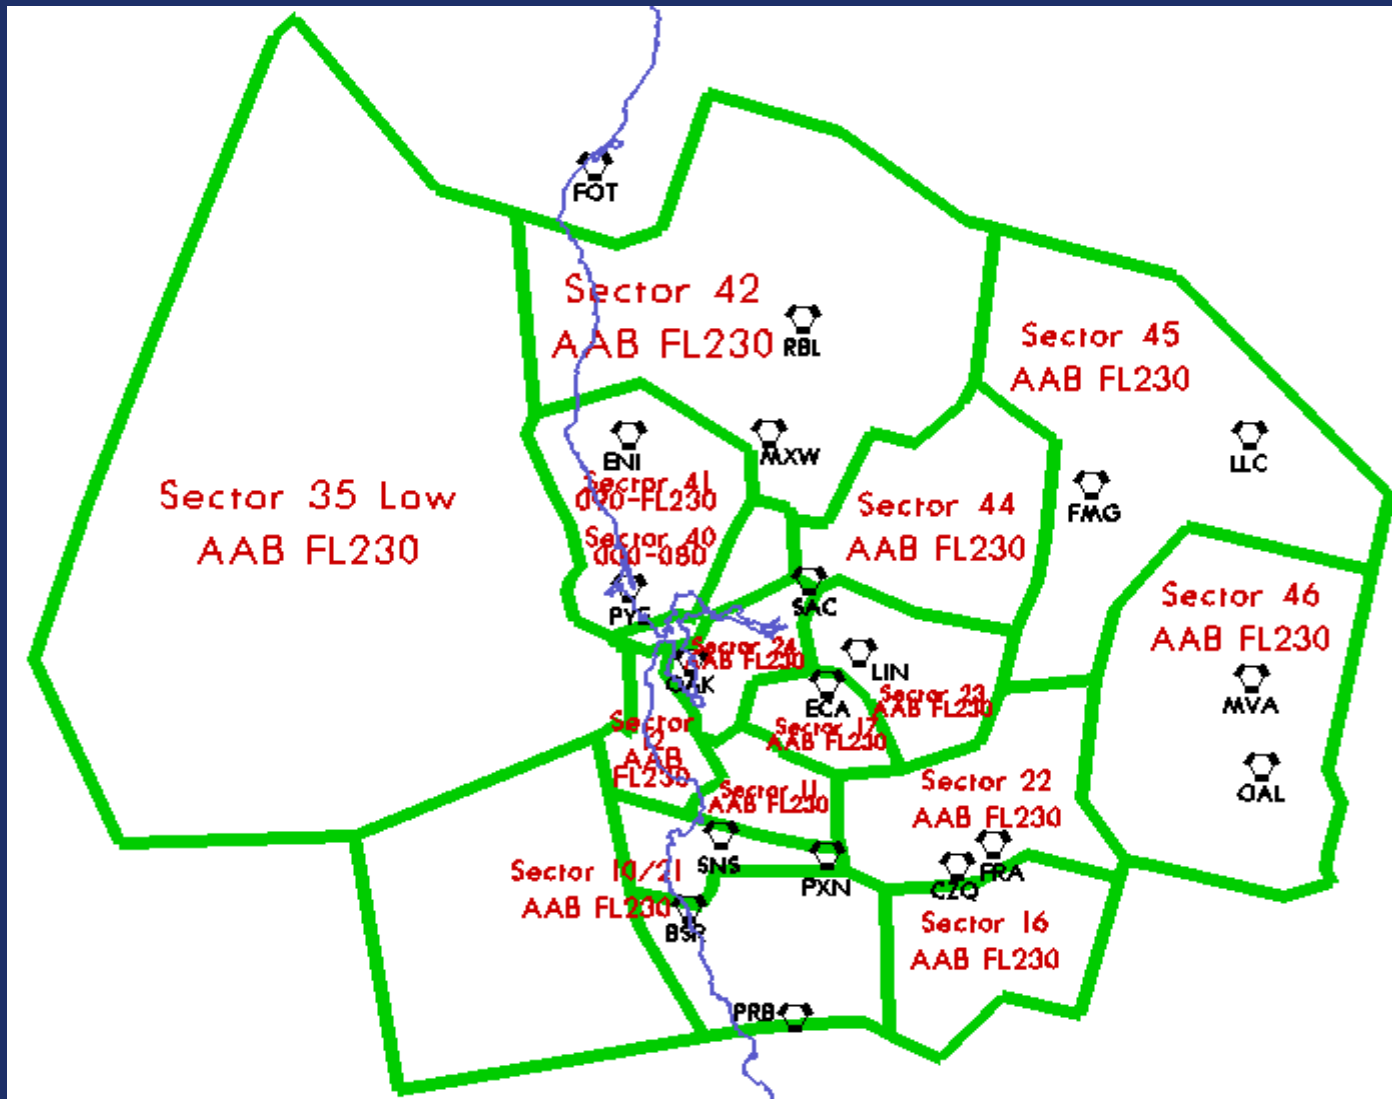 FOT
Sector 42
AAB FL230
RBL
Sector 45
AAB FL230
ENI
MXW
LLC
Sector 35 Low
AAB FL230
Sector 41
090-FL230
Sector 44
AAB FL230
FMG
Sector 40
000-080
PYE
SAC
Sector 46
AAB FL230
Sector 24
AAB FL230
OAK
LIN
ECA
Sector 23
AAB FL230
MVA
Sector
12
AAB
FL230
Sector 17
AAB FL230
Sector 11
AAB FL230
Sector 22
AAB FL230
OAL
SNS
PXN
CZQ
FRA
Sector 10/21
AAB FL230
BSR
Sector 16
AAB FL230
PRB